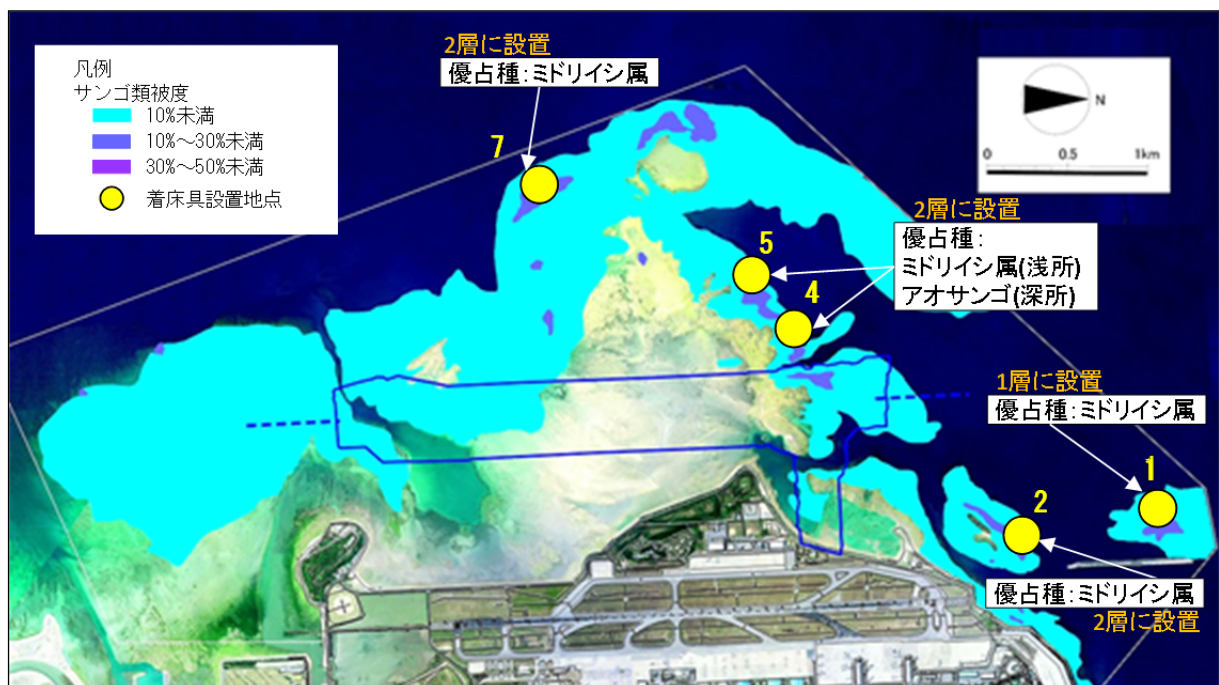 凡例
サンゴ類被度
10%未満
10%～30%未満
30%～50%未満
着床具設置地点
2層に設置
優占種：ミドリイシ属
7
N
0 0.5 1km
2層に設置
優占種：
ミドリイシ属(浅所)
アオサンゴ(深所)
5
4
1層に設置
優占種：ミドリイシ属
1
2
優占種：ミドリイシ属
2層に設置